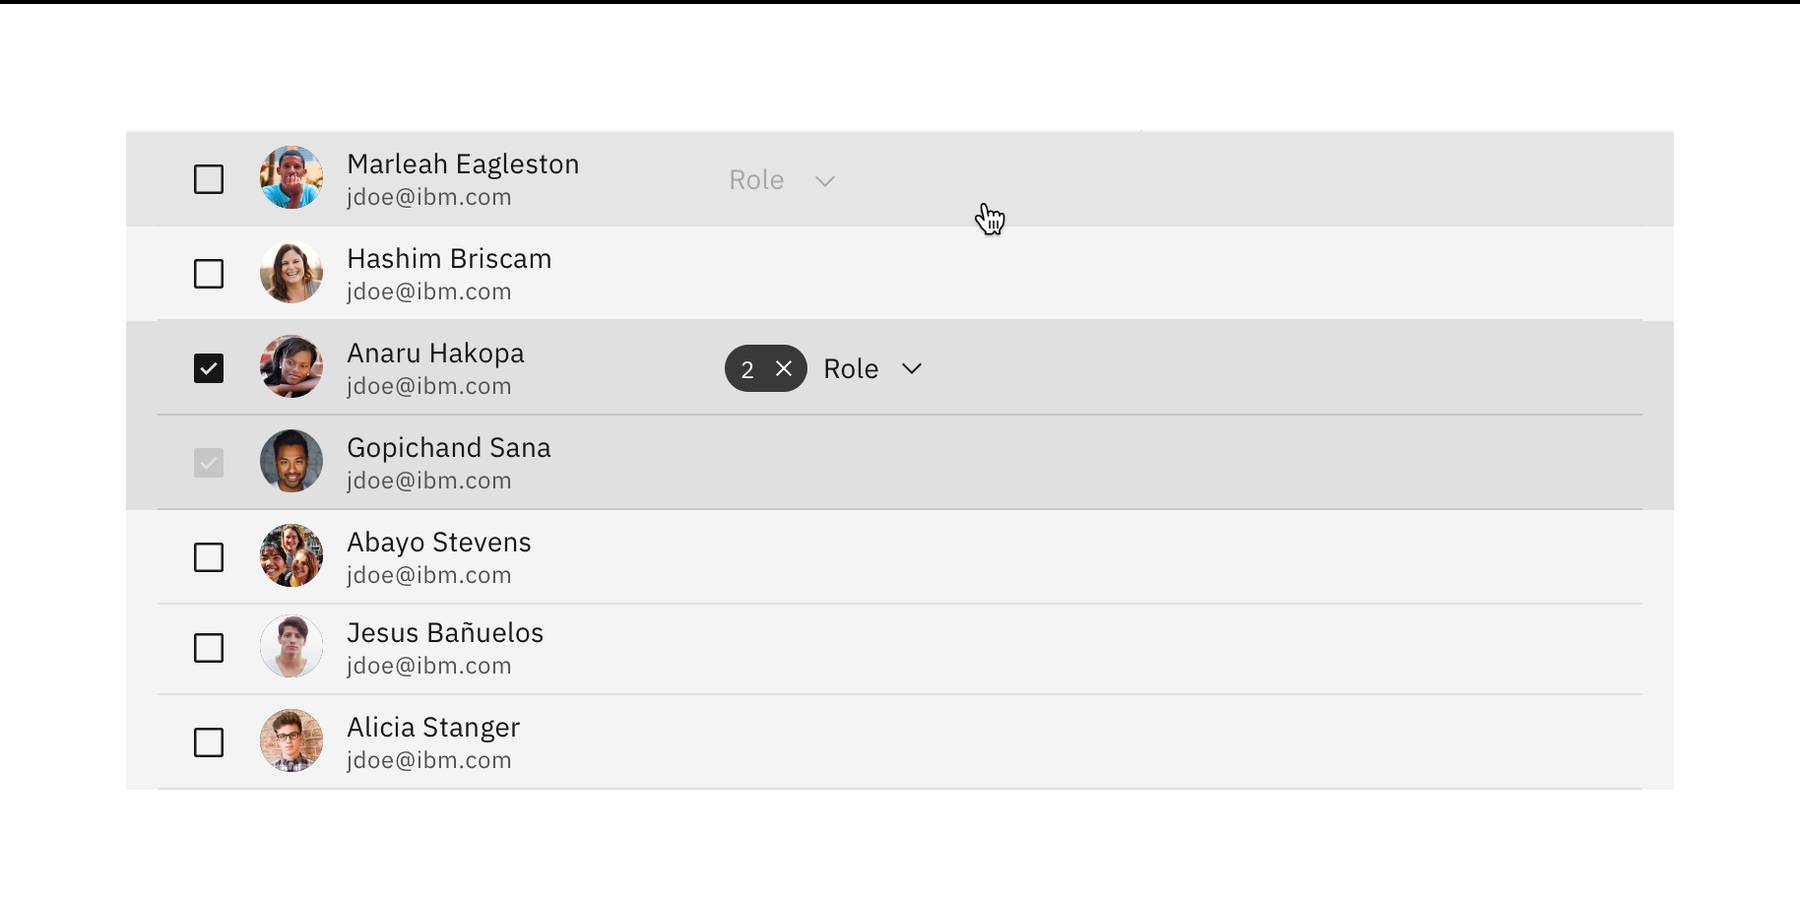 Marleah Eagleston
jdoe@ibm.com
Role
Hashim Briscam
jdoe@ibm.com
Anaru Hakopa
jdoe@ibm.com
2 Role
Gopichand Sana
jdoe@ibm.com
Abayo Stevens
jdoe@ibm.com
Jesus Bañuelos
jdoe@ibm.com
Alicia Stanger
jdoe@ibm.com